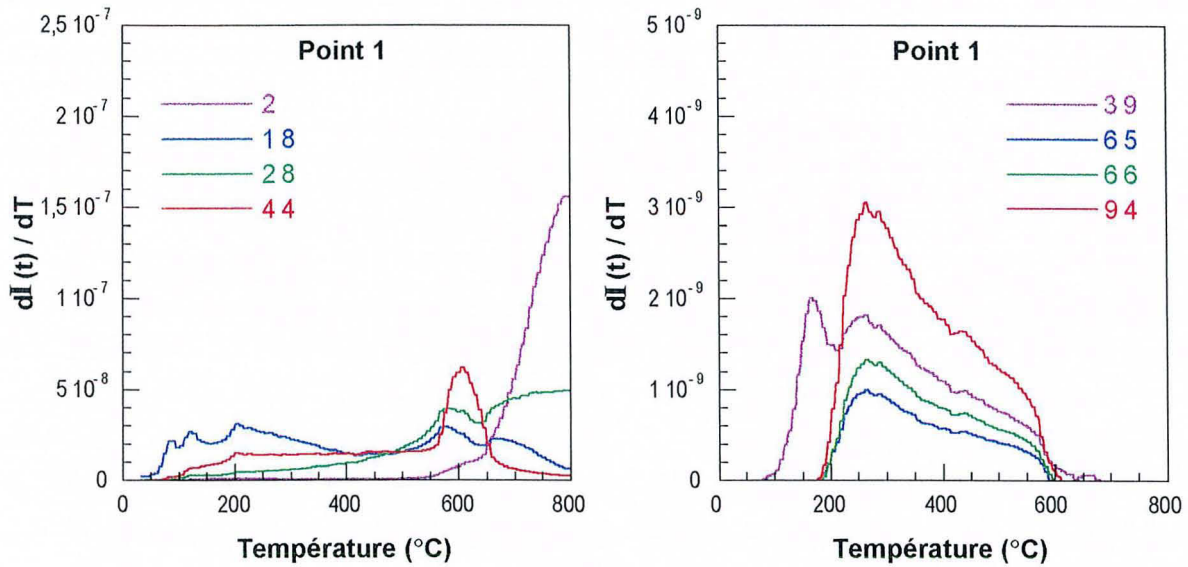 Point 1
2,5 10⁻⁷
2 10⁻⁷
1,5 10⁻⁷
1 10⁻⁷
5 10⁻⁸
0
2
18
28
44
dI (t) / dT
0 200 400 600 800
Température (°C)
Point 1
5 10⁻⁹
4 10⁻⁹
3 10⁻⁹
2 10⁻⁹
1 10⁻⁹
0
39
65
66
94
dI (t) / dT
0 200 400 600 800
Température (°C)